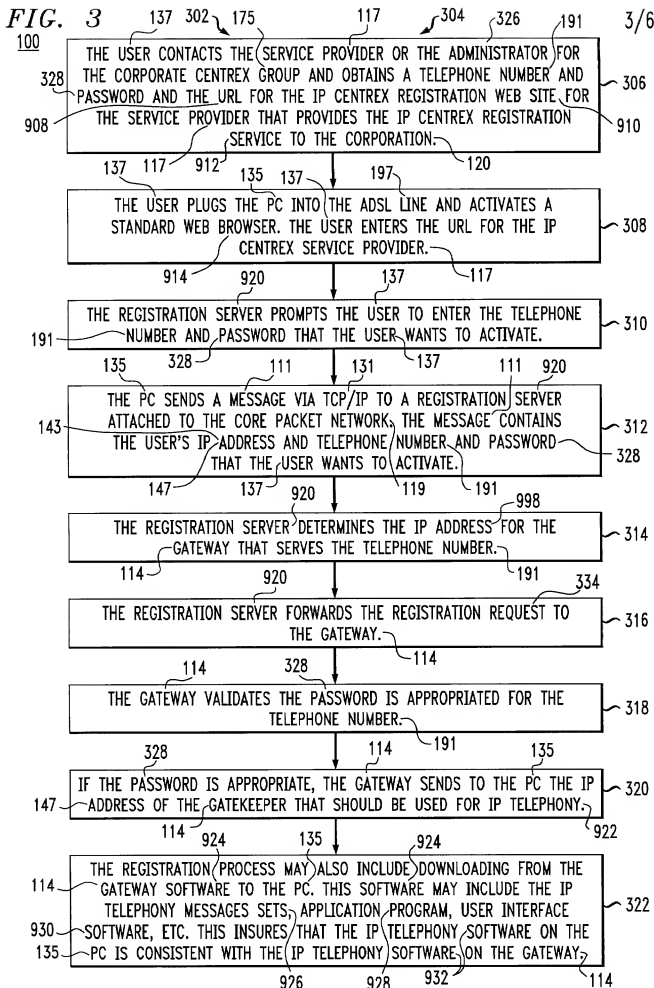 FIG. 3
3/6
100
137
302
175
117
304
326
191
THE USER CONTACTS THE SERVICE PROVIDER OR THE ADMINISTRATOR FOR
THE CORPORATE CENTREX GROUP AND OBTAINS A TELEPHONE NUMBER AND
328 PASSWORD AND THE URL FOR THE IP CENTREX REGISTRATION WEB SITE FOR
306
908
THE SERVICE PROVIDER THAT PROVIDES THE IP CENTREX REGISTRATION
910
SERVICE TO THE CORPORATION.
117
912
120
137
135
137
197
THE USER PLUGS THE PC INTO THE ADSL LINE AND ACTIVATES A
STANDARD WEB BROWSER. THE USER ENTERS THE URL FOR THE IP
308
CENTREX SERVICE PROVIDER.
914
117
920
137
THE REGISTRATION SERVER PROMPTS THE USER TO ENTER THE TELEPHONE
310
191 NUMBER AND PASSWORD THAT THE USER WANTS TO ACTIVATE.
328
137
135
111
131
111
920
THE PC SENDS A MESSAGE VIA TCP/IP TO A REGISTRATION SERVER
ATTACHED TO THE CORE PACKET NETWORK. THE MESSAGE CONTAINS
143
312
THE USER'S IP ADDRESS AND TELEPHONE NUMBER AND PASSWORD
328
THAT THE USER WANTS TO ACTIVATE.
147
137
119
191
920
998
THE REGISTRATION SERVER DETERMINES THE IP ADDRESS FOR THE
314
114 GATEWAY THAT SERVES THE TELEPHONE NUMBER.
191
920
334
THE REGISTRATION SERVER FORWARDS THE REGISTRATION REQUEST TO
316
THE GATEWAY.
114
114
328
THE GATEWAY VALIDATES THE PASSWORD IS APPROPRIATED FOR THE
318
TELEPHONE NUMBER.
191
328
114
135
IF THE PASSWORD IS APPROPRIATE, THE GATEWAY SENDS TO THE PC THE IP
320
147 ADDRESS OF THE GATEKEEPER THAT SHOULD BE USED FOR IP TELEPHONY.
922
114
924
135
924
THE REGISTRATION PROCESS MAY ALSO INCLUDE DOWNLOADING FROM THE
114 GATEWAY SOFTWARE TO THE PC. THIS SOFTWARE MAY INCLUDE THE IP
TELEPHONY MESSAGES SETS, APPLICATION PROGRAM, USER INTERFACE
322
930 SOFTWARE, ETC. THIS INSURES THAT THE IP TELEPHONY SOFTWARE ON THE
135 PC IS CONSISTENT WITH THE IP TELEPHONY SOFTWARE ON THE GATEWAY.
926
928
932
114